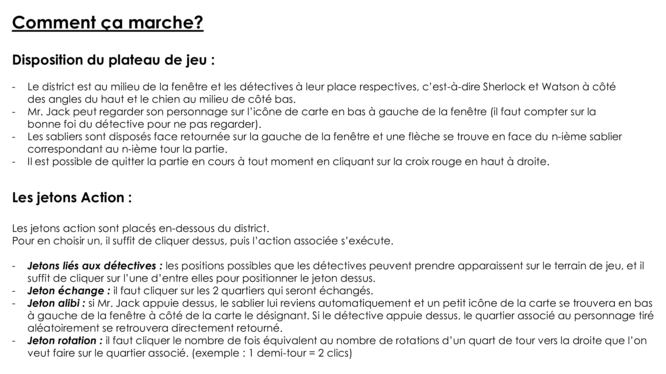 Comment ça marche?
Disposition du plateau de jeu :
- Le district est au milieu de la fenêtre et les détectives à leur place respectives, c'est-à-dire Sherlock et Watson à côté
des angles du haut et le chien au milieu de côté bas.
- Mr. Jack peut regarder son personnage sur l'icône de carte en bas à gauche de la fenêtre (il faut compter sur la
bonne foi du détective pour ne pas regarder).
- Les sabliers sont disposés face retournée sur la gauche de la fenêtre et une flèche se trouve en face du n-ième sablier
correspondant au n-ième tour la partie.
- Il est possible de quitter la partie en cours à tout moment en cliquant sur la croix rouge en haut à droite.
Les jetons Action :
Les jetons action sont placés en-dessous du district.
Pour en choisir un, il suffit de cliquer dessus, puis l'action associée s'exécute.
- Jetons liés aux détectives : les positions possibles que les détectives peuvent prendre apparaissent sur le terrain de jeu, et il
suffit de cliquer sur l'une d'entre elles pour positionner le jeton dessus.
- Jeton échange : il faut cliquer sur les 2 quartiers qui seront échangés.
- Jeton alibi : si Mr. Jack appuie dessus, le sablier lui reviens automatiquement et un petit icône de la carte se trouvera en bas
à gauche de la fenêtre à côté de la carte le désignant. Si le détective appuie dessus, le quartier associé au personnage tiré
aléatoirement se retrouvera directement retourné.
- Jeton rotation : il faut cliquer le nombre de fois équivalent au nombre de rotations d'un quart de tour vers la droite que l'on
veut faire sur le quartier associé. (exemple : 1 demi-tour = 2 clics)